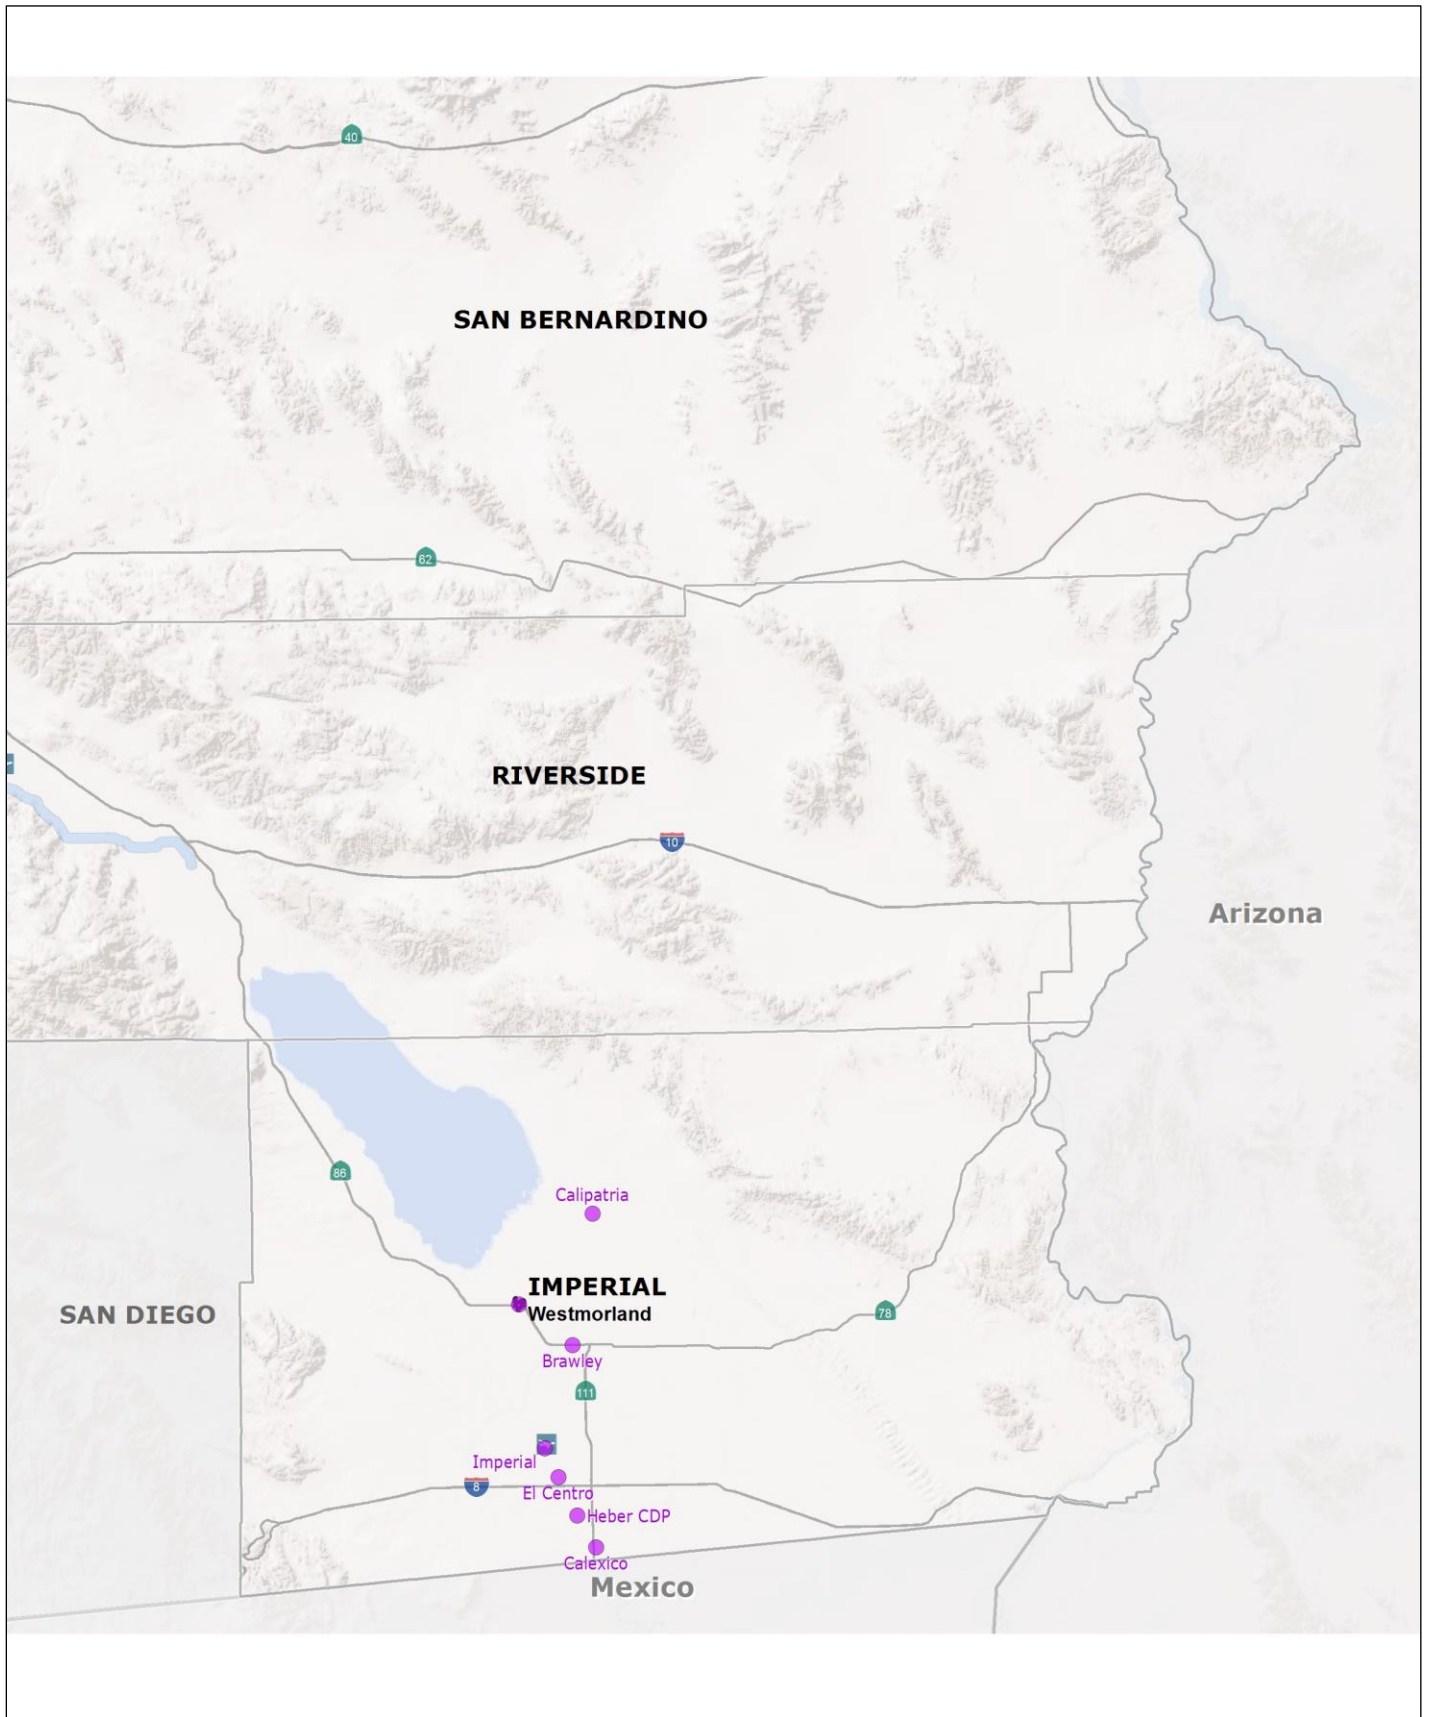 40
SAN BERNARDINO
62
RIVERSIDE
10
Arizona
86
Calipatria
IMPERIAL
Westmorland
SAN DIEGO
78
Brawley
111
Imperial
8
El Centro
Heber CDP
Calexico
Mexico